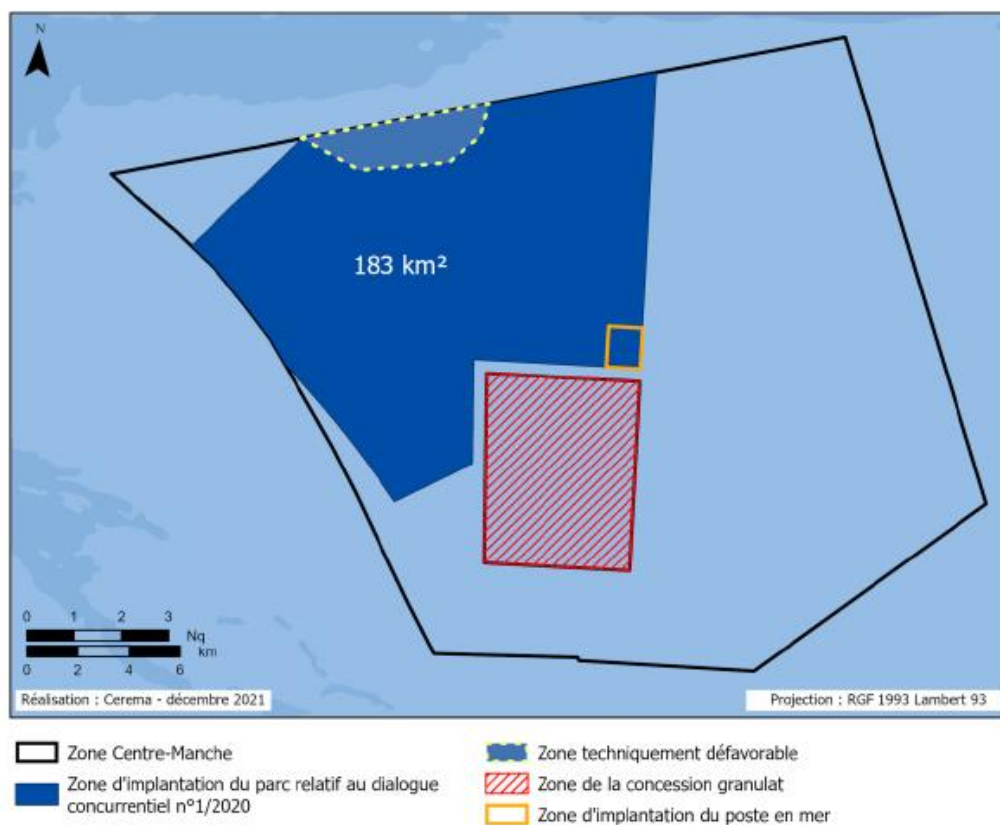 N
183 km²
0 1 2 3
Nq
km
0 2 4 6
Réalisation : Cerema - décembre 2021
Projection : RGF 1993 Lambert 93
Zone Centre-Manche
Zone d'implantation du parc relatif au dialogue
concurrentiel n°1/2020
Zone techniquement défavorable
Zone de la concession granulat
Zone d'implantation du poste en mer